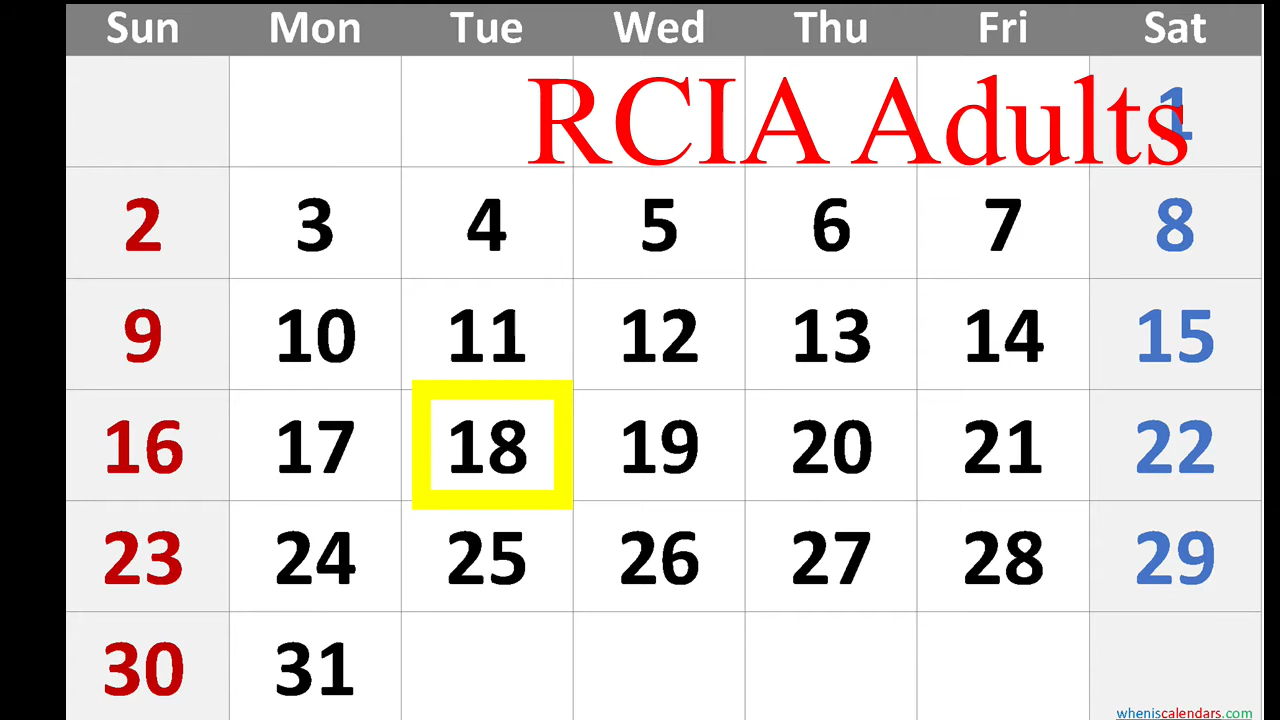 Sun Mon Tue Wed Thu Fri Sat
RCIA Adults
1
2 3 4 5 6 7 8
9 10 11 12 13 14 15
16 17 18 19 20 21 22
23 24 25 26 27 28 29
30 31
wheniscalendars.com